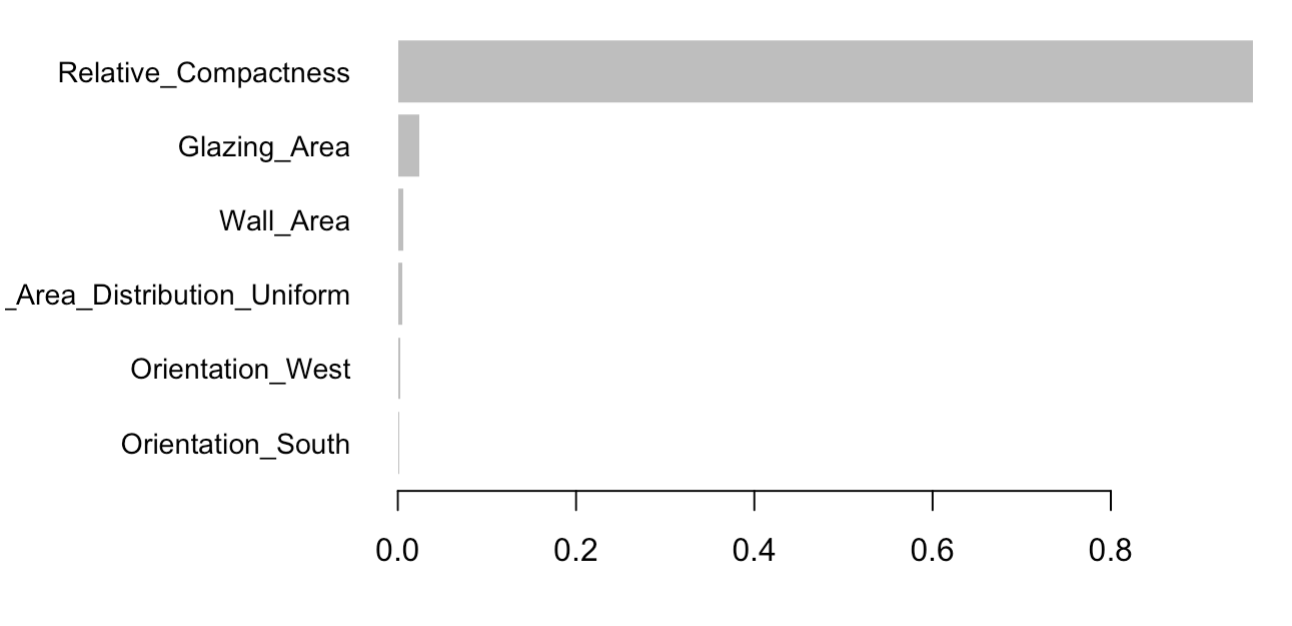 Relative_Compactness
Glazing_Area
Wall_Area
_Area_Distribution_Uniform
Orientation_West
Orientation_South
0.0 0.2 0.4 0.6 0.8